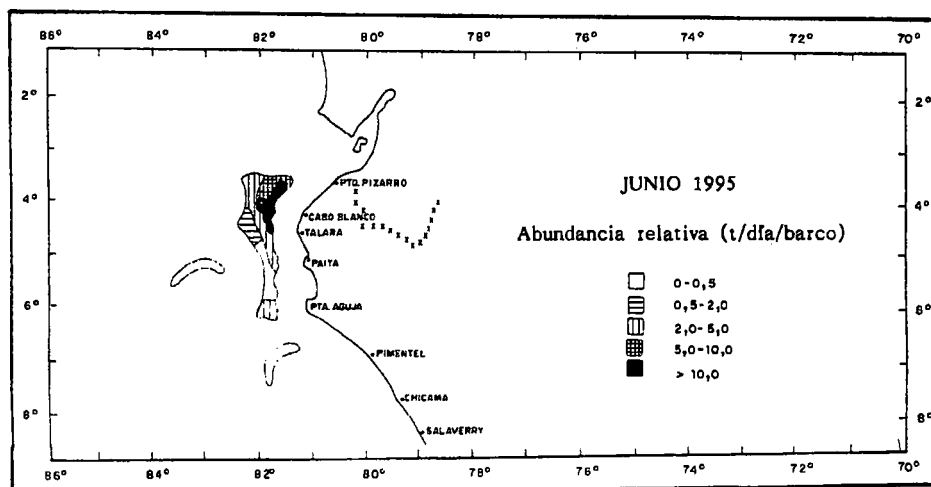 86° 84° 82° 80° 78° 76° 74° 72° 70°
2° 2°
PTO. PIZARRO
JUNIO 1995
4° 4°
CABO BLANCO
TALARA
Abundancia relativa (t/día/barco)
PAITA
0-0,5
6° 6°
PTA. AGUJA
0,5-2,0
2,0-5,0
PIMENTEL
5,0-10,0
> 10,0
CHICAMA
8° 8°
SALAVERRY
86° 84° 82° 80° 78° 76° 74° 72° 70°